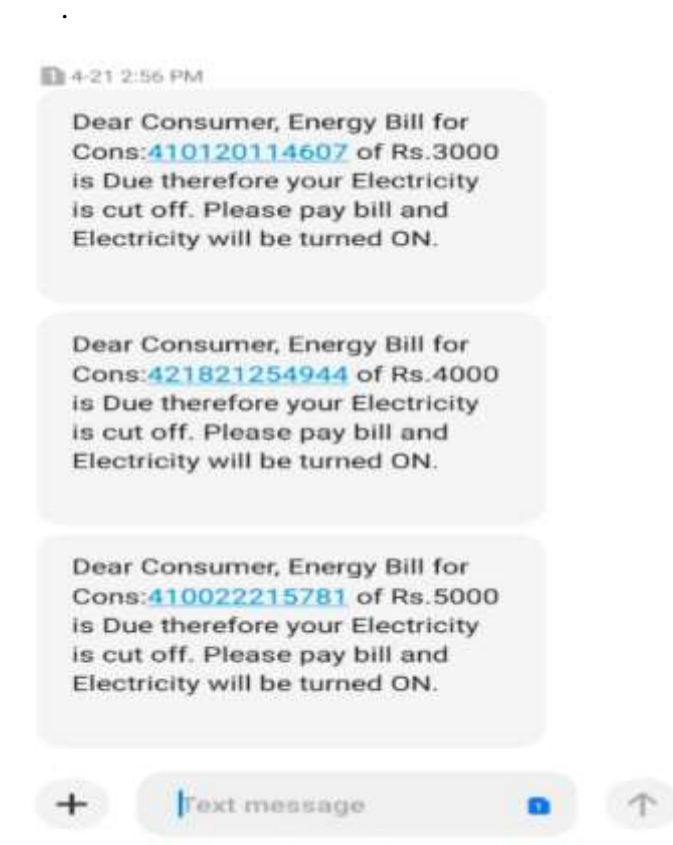 .
4-21 2:56 PM
Dear Consumer, Energy Bill for
Cons:410120114607 of Rs.3000
is Due therefore your Electricity
is cut off. Please pay bill and
Electricity will be turned ON.
Dear Consumer, Energy Bill for
Cons:421821254944 of Rs.4000
is Due therefore your Electricity
is cut off. Please pay bill and
Electricity will be turned ON.
Dear Consumer, Energy Bill for
Cons:410022215781 of Rs.5000
is Due therefore your Electricity
is cut off. Please pay bill and
Electricity will be turned ON.
Text message